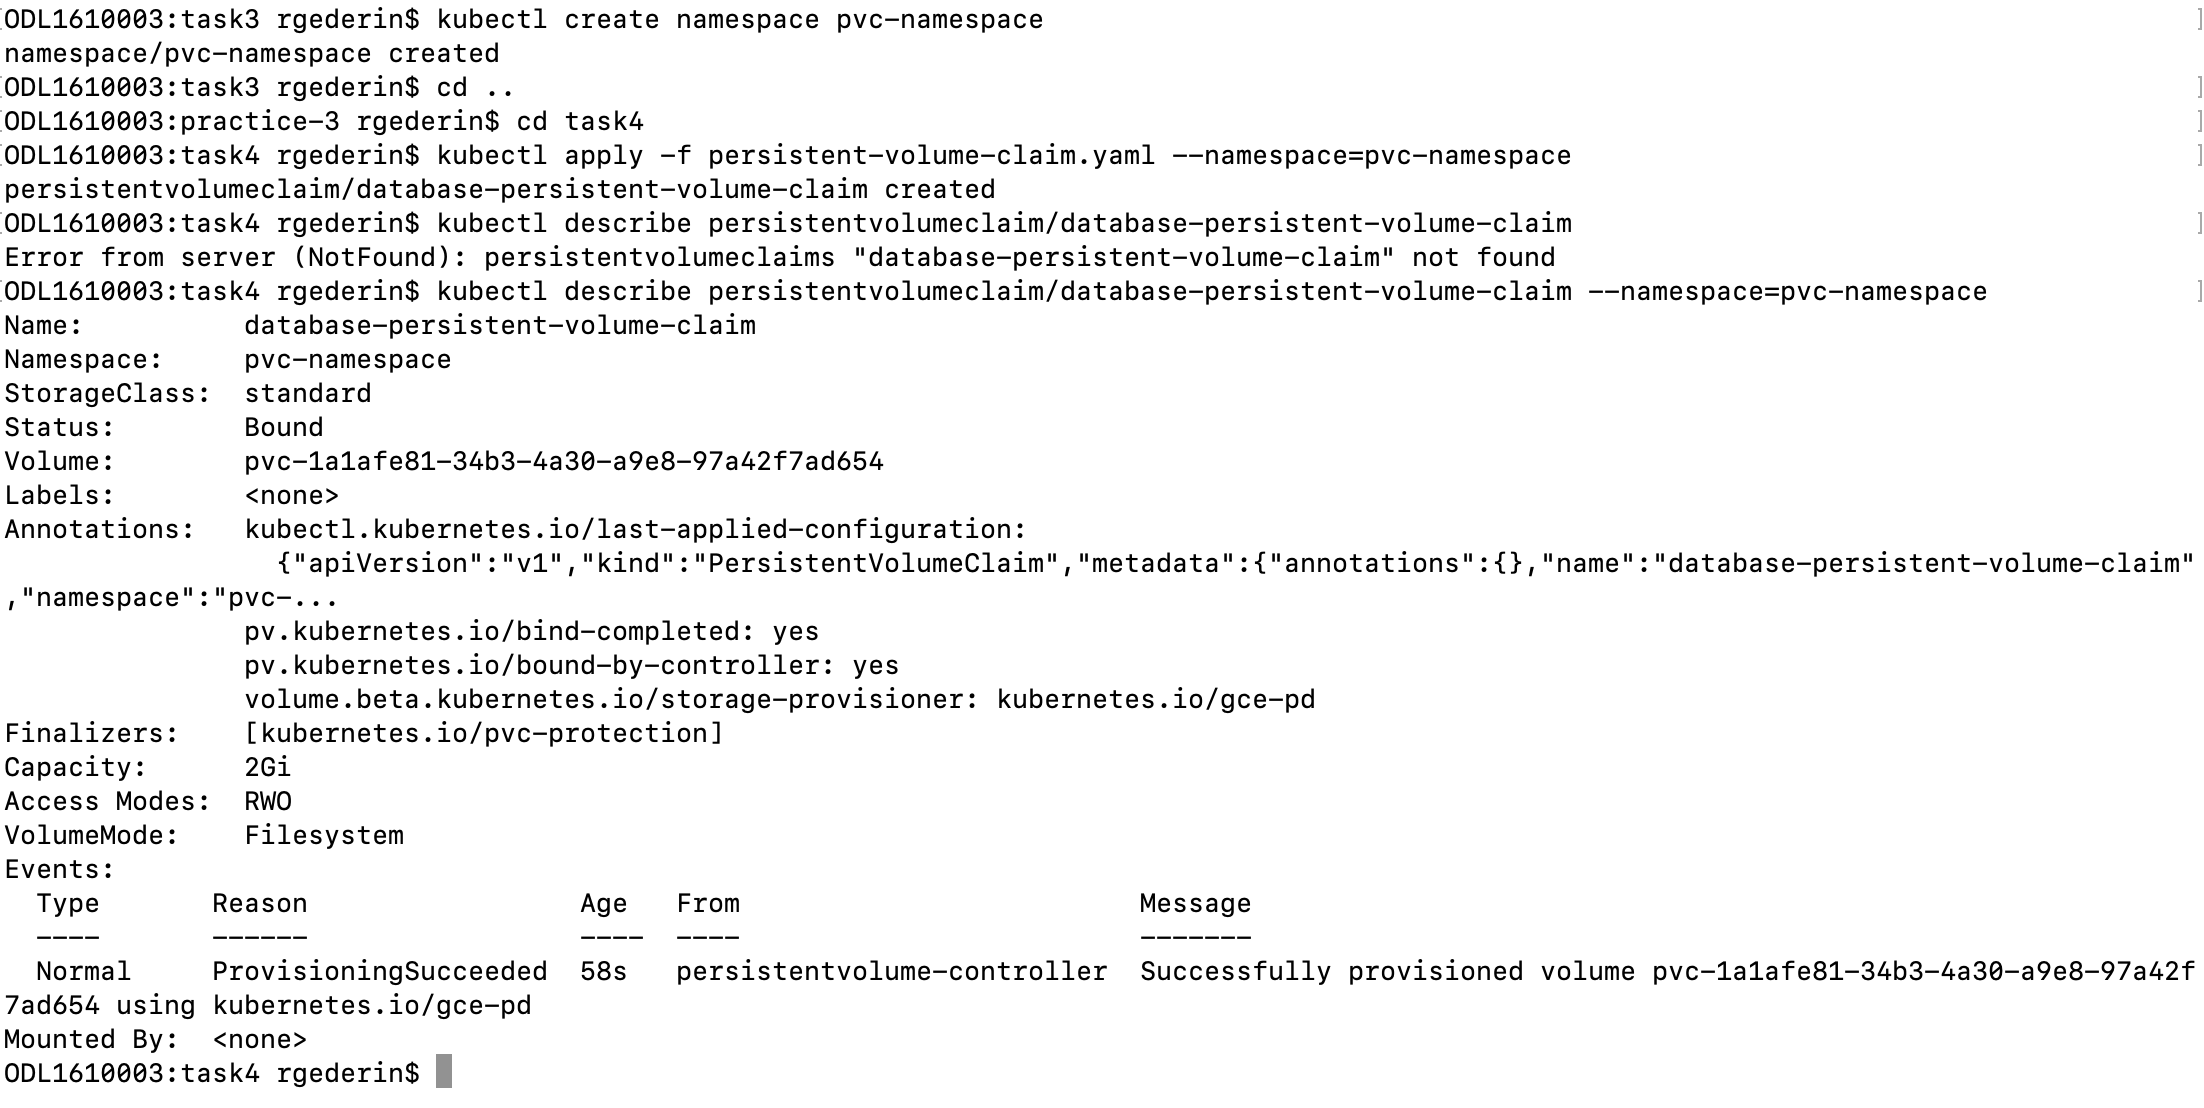 ODL1610003:task3 rgederin$ kubectl create namespace pvc-namespace
namespace/pvc-namespace created
ODL1610003:task3 rgederin$ cd ..
ODL1610003:practice-3 rgederin$ cd task4
ODL1610003:task4 rgederin$ kubectl apply -f persistent-volume-claim.yaml --namespace=pvc-namespace
persistentvolumeclaim/database-persistent-volume-claim created
ODL1610003:task4 rgederin$ kubectl describe persistentvolumeclaim/database-persistent-volume-claim
Error from server (NotFound): persistentvolumeclaims "database-persistent-volume-claim" not found
ODL1610003:task4 rgederin$ kubectl describe persistentvolumeclaim/database-persistent-volume-claim --namespace=pvc-namespace
Name:          database-persistent-volume-claim
Namespace:     pvc-namespace
StorageClass:  standard
Status:        Bound
Volume:        pvc-1a1afe81-34b3-4a30-a9e8-97a42f7ad654
Labels:        <none>
Annotations:   kubectl.kubernetes.io/last-applied-configuration:
                 {"apiVersion":"v1","kind":"PersistentVolumeClaim","metadata":{"annotations":{},"name":"database-persistent-volume-claim"
,"namespace":"pvc-...
               pv.kubernetes.io/bind-completed: yes
               pv.kubernetes.io/bound-by-controller: yes
               volume.beta.kubernetes.io/storage-provisioner: kubernetes.io/gce-pd
Finalizers:    [kubernetes.io/pvc-protection]
Capacity:      2Gi
Access Modes:  RWO
VolumeMode:    Filesystem
Events:
  Type       Reason                 Age   From                         Message
  ----       ------                 ----  ----                         -------
  Normal     ProvisioningSucceeded  58s   persistentvolume-controller  Successfully provisioned volume pvc-1a1afe81-34b3-4a30-a9e8-97a42f
7ad654 using kubernetes.io/gce-pd
Mounted By:  <none>
ODL1610003:task4 rgederin$